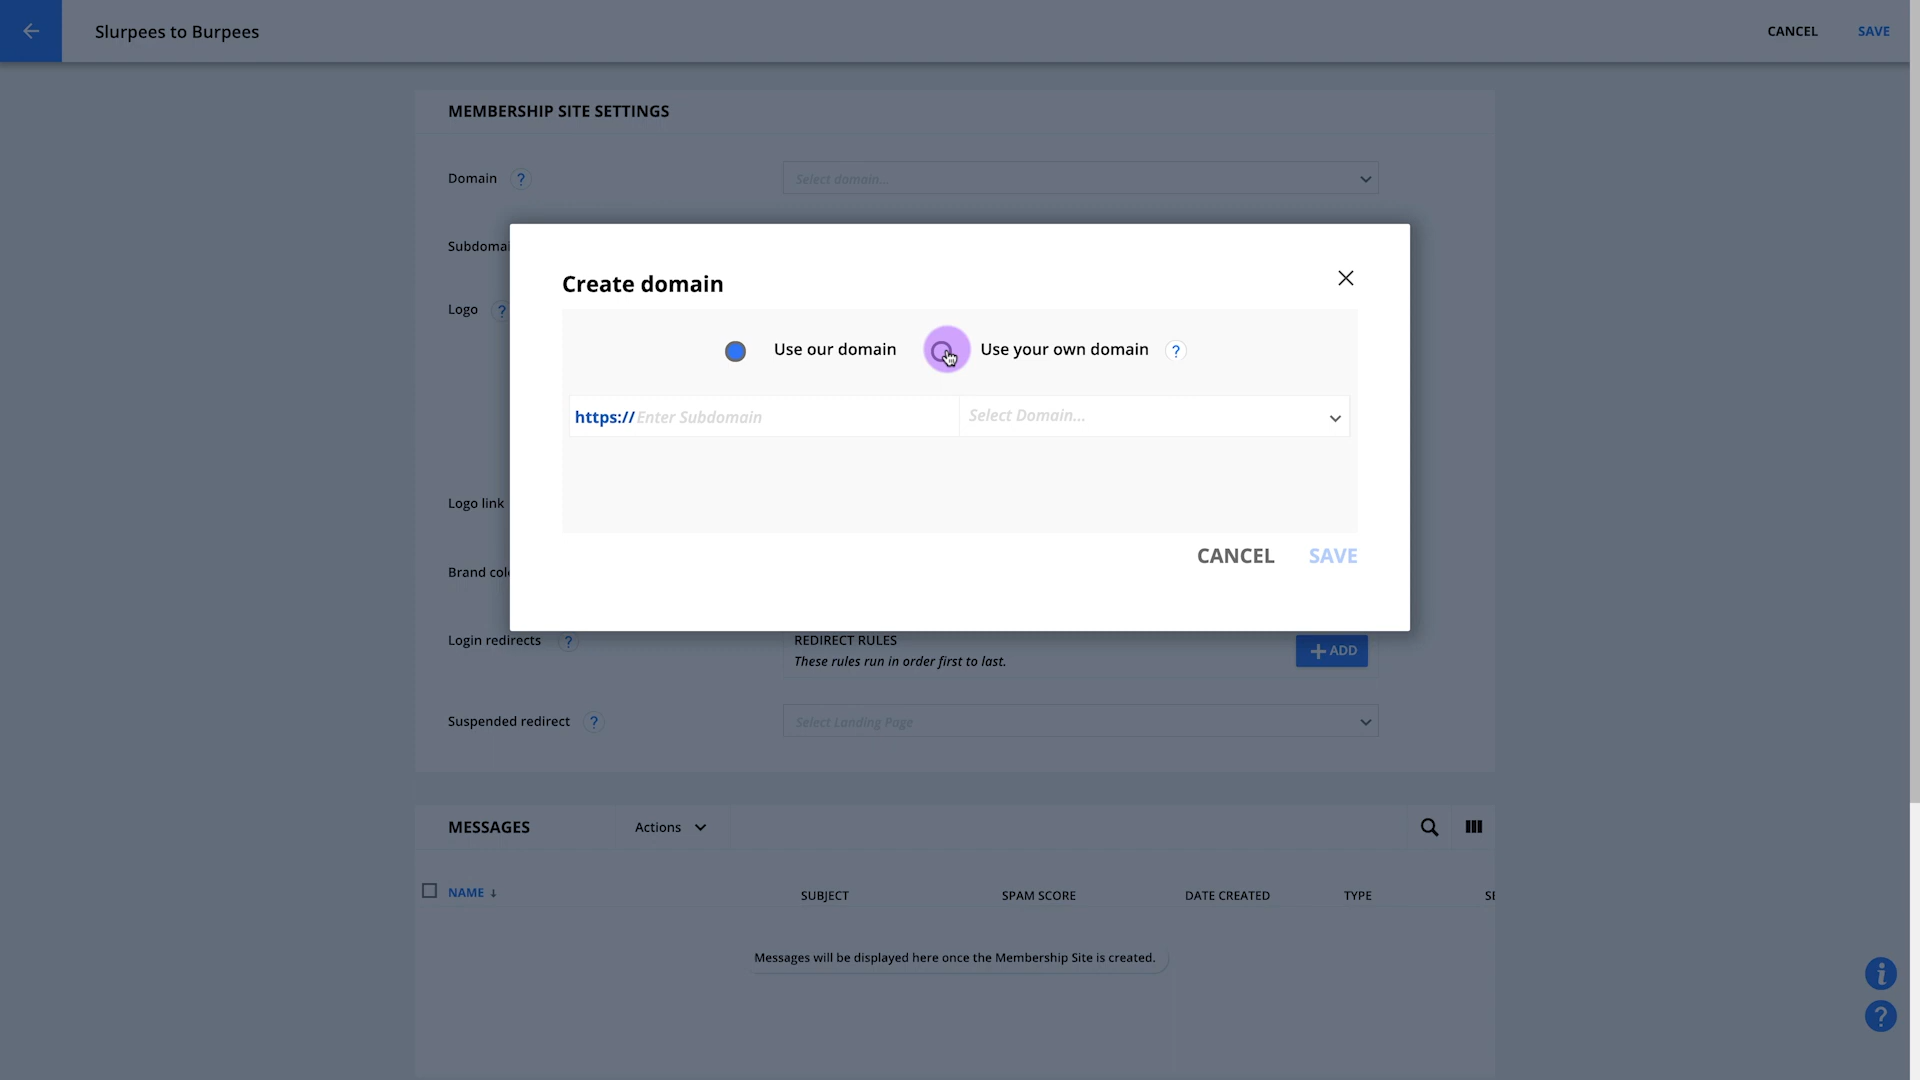 Slurpees to Burpees
CANCEL
SAVE
MEMBERSHIP SITE SETTINGS
Domain ?
Select domain...
Subdomai
Logo ?
Logo link
Brand col
Create domain
Use our domain
Use your own domain ?
https:// Enter Subdomain
Select Domain...
CANCEL
SAVE
Login redirects ?
REDIRECT RULES
These rules run in order first to last.
+ ADD
Suspended redirect ?
Select Landing Page
MESSAGES
Actions
NAME ↓
SUBJECT
SPAM SCORE
DATE CREATED
TYPE
SE
Messages will be displayed here once the Membership Site is created.
i
?